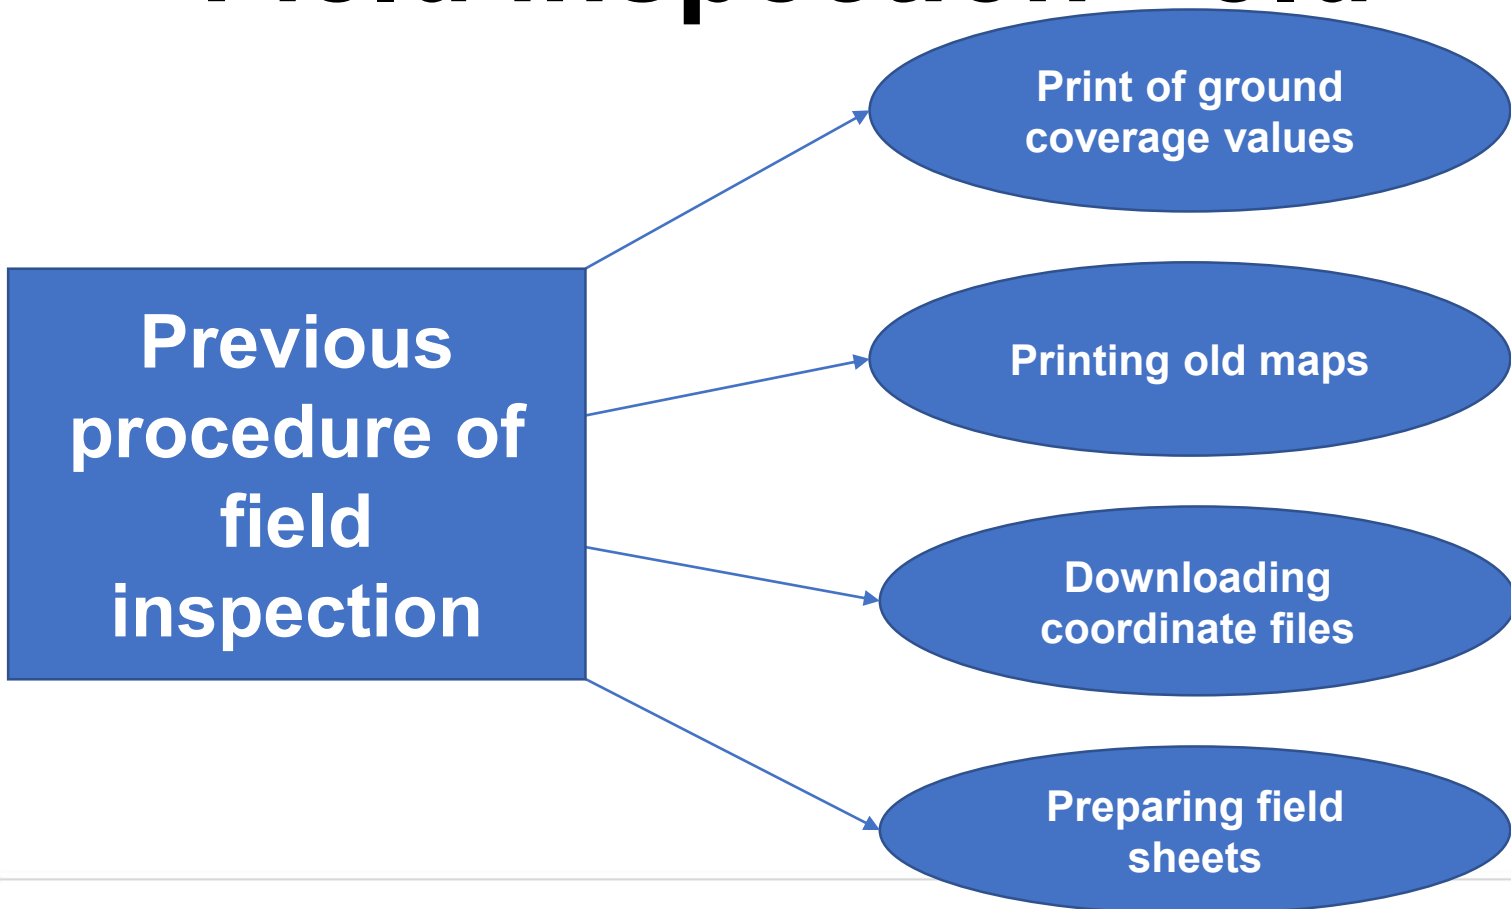 Print of ground
coverage values
Previous
procedure of
field
inspection
Printing old maps
Downloading
coordinate files
Preparing field
sheets